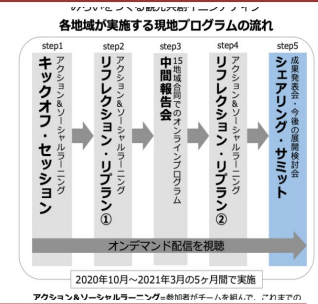 各地域が実施する現地プログラムの流れ
step1
キックオフ・セッション
アクション&ソーシャルラーニング
step2
リフレクション・リプラン①
アクション&ソーシャルラーニング
step3
中間報告会
15地域合同でのオンラインプログラム
step4
リフレクション・リプラン②
アクション&ソーシャルラーニング
step5
シェアリング・サミット
成果発表会・今後の展開検討会
オンデマンド配信を視聴
2020年10月～2021年3月の5ヶ月間で実施
アクション&ソーシャルラーニング=参加者がチームを組んで、これまでの